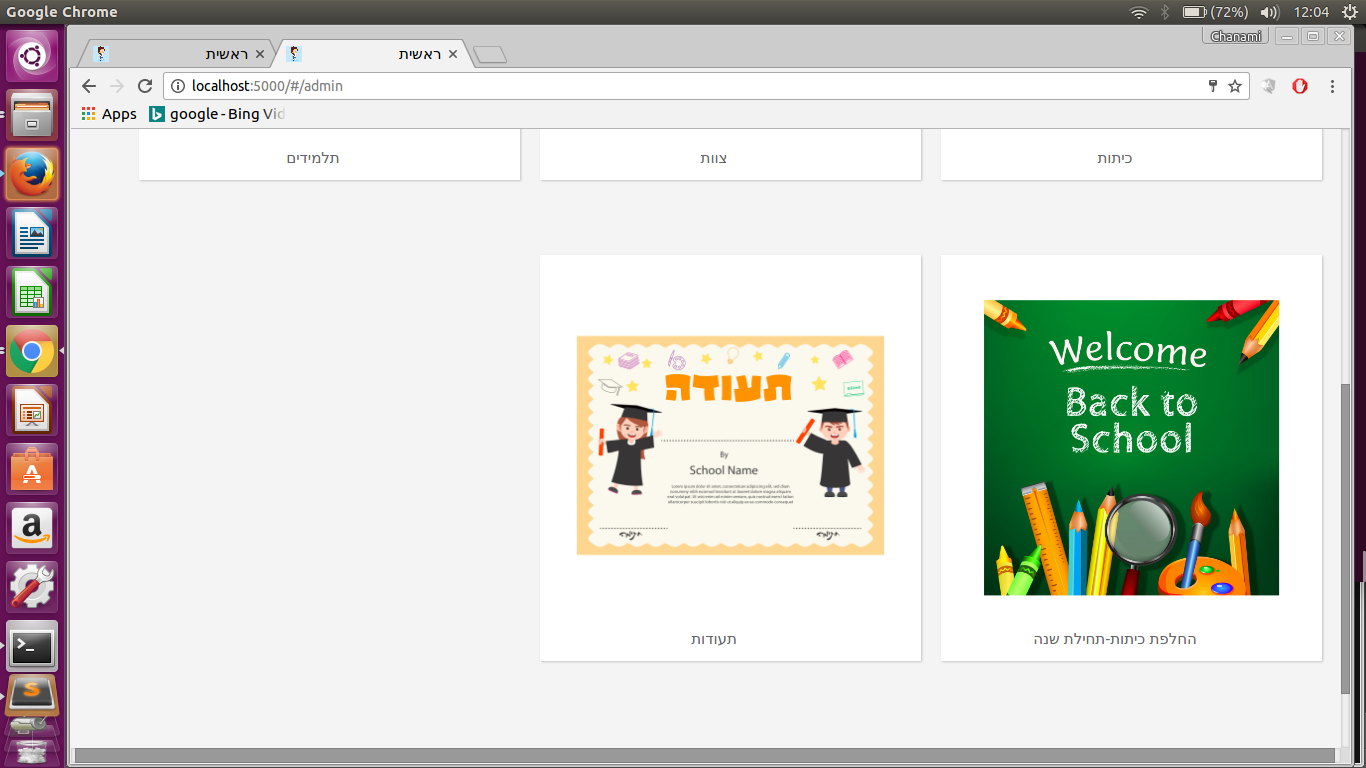 Google Chrome
(72%)
12:04
Chanami
ראשית
ראשית
localhost:5000/#/admin
Apps
google - Bing Vid
תלמידים
צוות
כיתות
תעודה
By
School Name
Welcome
Back to
School
תעודות
החלפת כיתות-תחילת שנה